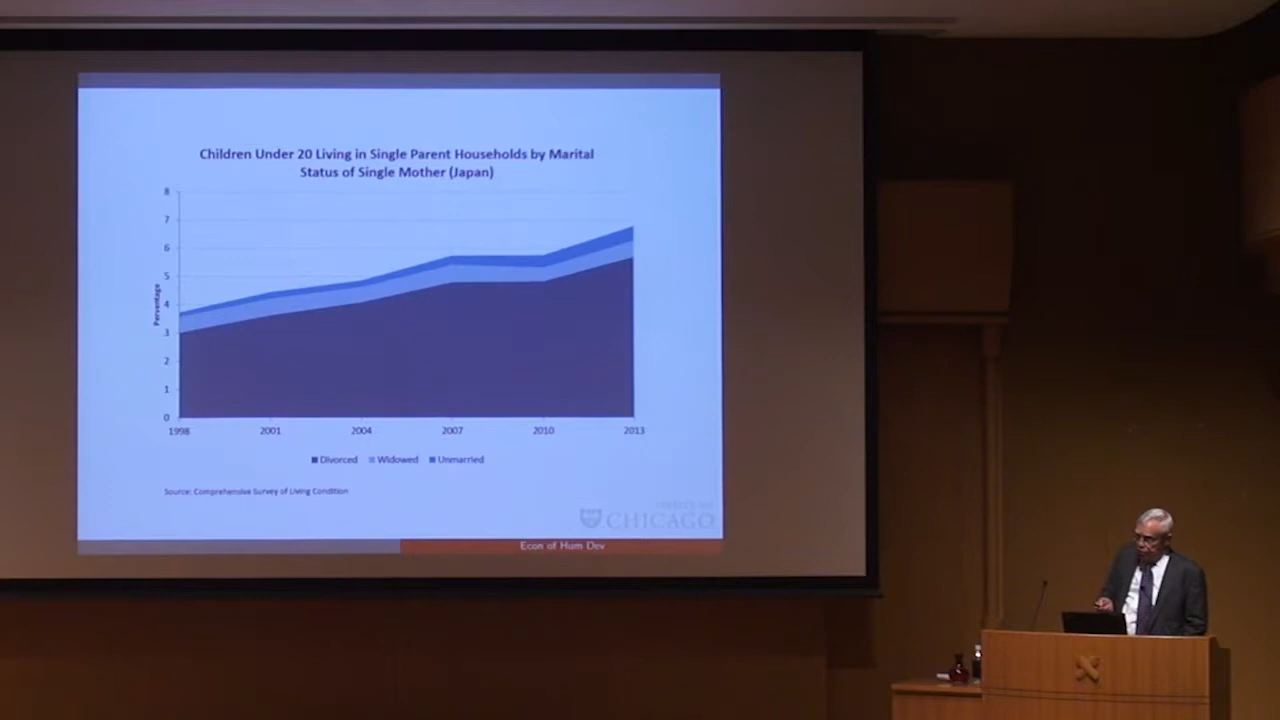 Children Under 20 Living in Single Parent Households by Marital
Status of Single Mother (Japan)
8
7
6
5
4
3
2
1
0
Percentage
1998 2001 2004 2007 2010 2013
Divorced Widowed Unmarried
Source: Comprehensive Survey of Living Condition
CHICAGO
Econ of Hum Dev